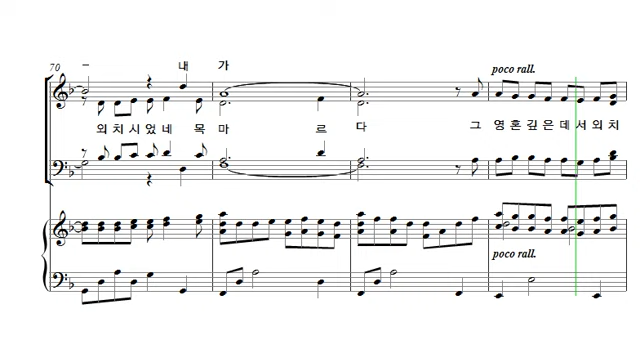 70 – 내 가 poco rall.
외 치 시 었 네 목 마 르 다 그 영 혼 깊 은 데 서 외 치
poco rall.